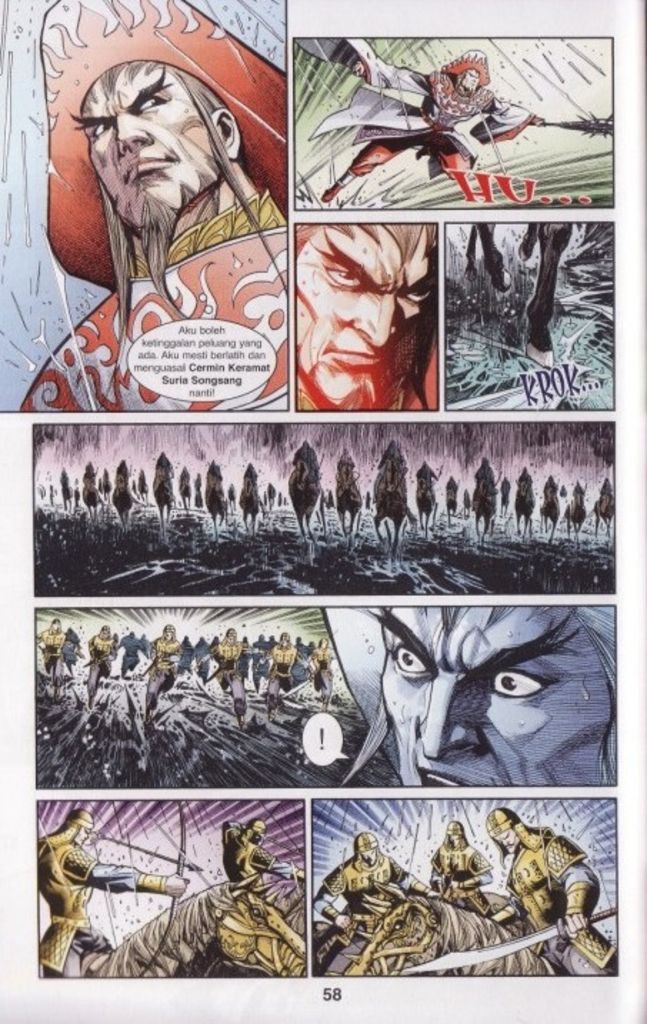 Aku boleh
ketinggalan peluang yang
ada. Aku mesti berlatih dan
menguasai Cermin Keramat
Suria Songsang
nanti!
HU...
KROK...
!
58